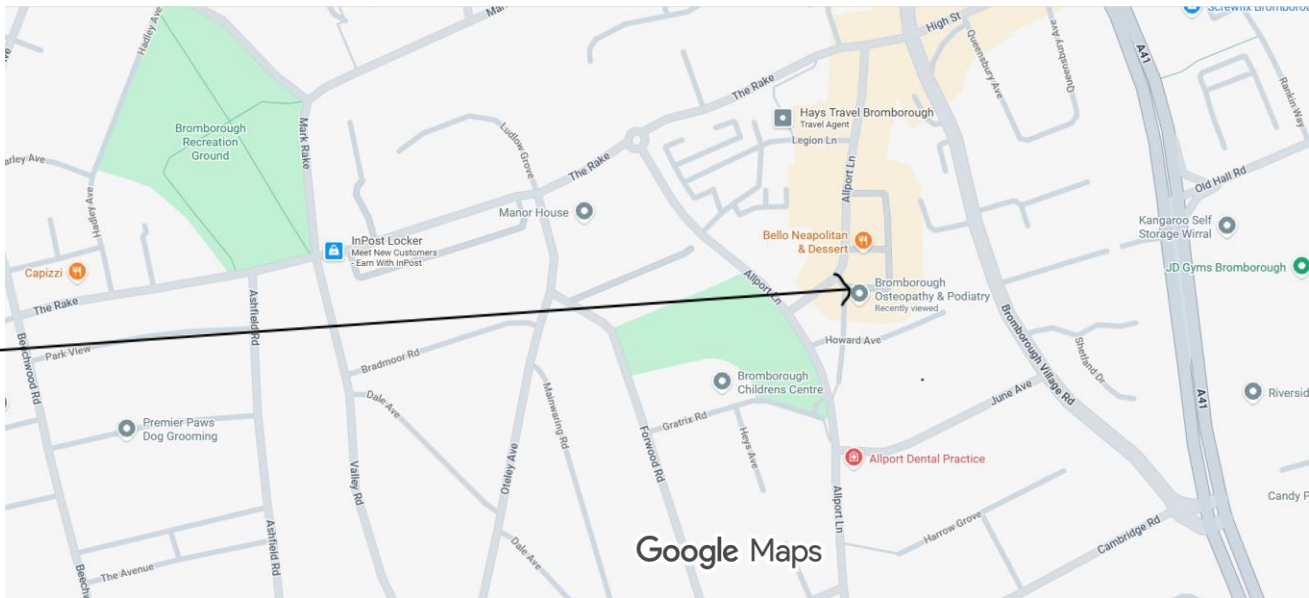 Hadley Ave
Mar
High St
Screwfix Bromborou
A41
Queensbury Ave
Queensbury Ave
Rankin Way
The Rake
Hays Travel Bromborough
Travel Agent
Legion Ln
Bromborough
Recreation
Ground
Mark Rake
Ludlow Grove
The Rake
Allport Ln
arley Ave
Hadley Ave
Manor House
Old Hall Rd
Kangaroo Self
Storage Wirral
InPost Locker
Meet New Customers
- Earn With InPost
Bello Neapolitan
& Dessert
Capizzi
JD Gyms Bromborough
Allport Ln
Bromborough
Osteopathy & Podiatry
Recently viewed
The Rake
Ashfield Rd
Beechwood Rd
Park View
Bradmoor Rd
Howard Ave
Bromborough Village Rd
Shetland Dr
Bromborough
Childrens Centre
Dale Ave
Mainwaring Rd
June Ave
A41
Riverside
Premier Paws
Dog Grooming
Gratrix Rd
Heys Ave
Forwood Rd
Oteley Ave
Valley Rd
Allport Dental Practice
Allport Ln
Candy P
Ashfield Rd
Dale Ave
Harrow Grove
Cambridge Rd
Google Maps
The Avenue
Beech